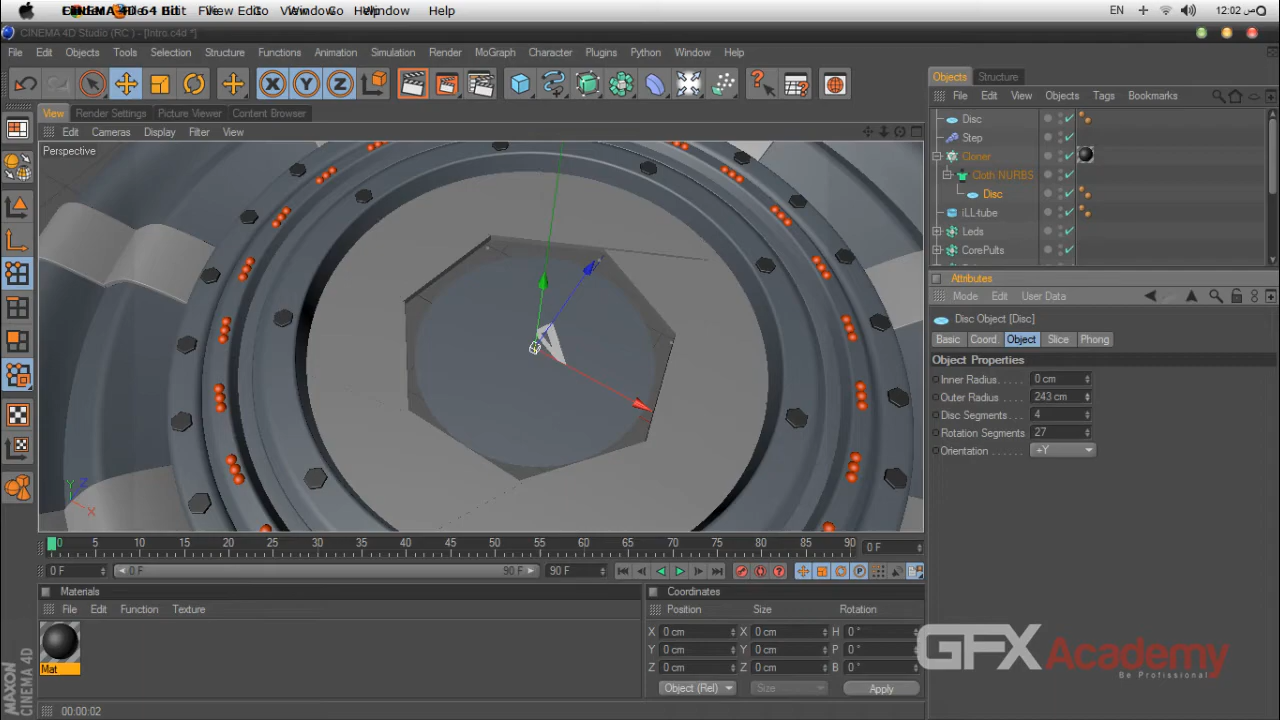 CINEMA 4D 64 Bit File Edit View Go Window Help Window Help
EN 12:02 ص
CINEMA 4D Studio (RC) - [Intro.c4d *]
File Edit Objects Tools Selection Structure Functions Animation Simulation Render MoGraph Character Plugins Python Window Help
X Y Z
View Render Settings Picture Viewer Content Browser
Edit Cameras Display Filter View
Perspective
Y Z
X
0 5 10 15 20 25 30 35 40 45 50 55 60 65 70 75 80 85 90 0 F
0 F 0 F 90 F 90 F
Materials
File Edit Function Texture
Mat
Coordinates
Position Size Rotation
X 0 cm X 0 cm H 0 °
Y 0 cm Y 0 cm P 0 °
Z 0 cm Z 0 cm B 0 °
Object (Rel) Size Apply
00:00:02
MAXON
CINEMA 4D
Objects Structure
File Edit View Objects Tags Bookmarks
Disc
Step
Cloner
Cloth NURBS
Disc
iLL-tube
Leds
CorePults
Attributes
Mode Edit User Data
Disc Object [Disc]
Basic Coord. Object Slice Phong
Object Properties
Inner Radius . . . . 0 cm
Outer Radius . . . 243 cm
Disc Segments . . 4
Rotation Segments 27
Orientation . . . . . +Y
GFX Academy
Be Profissional